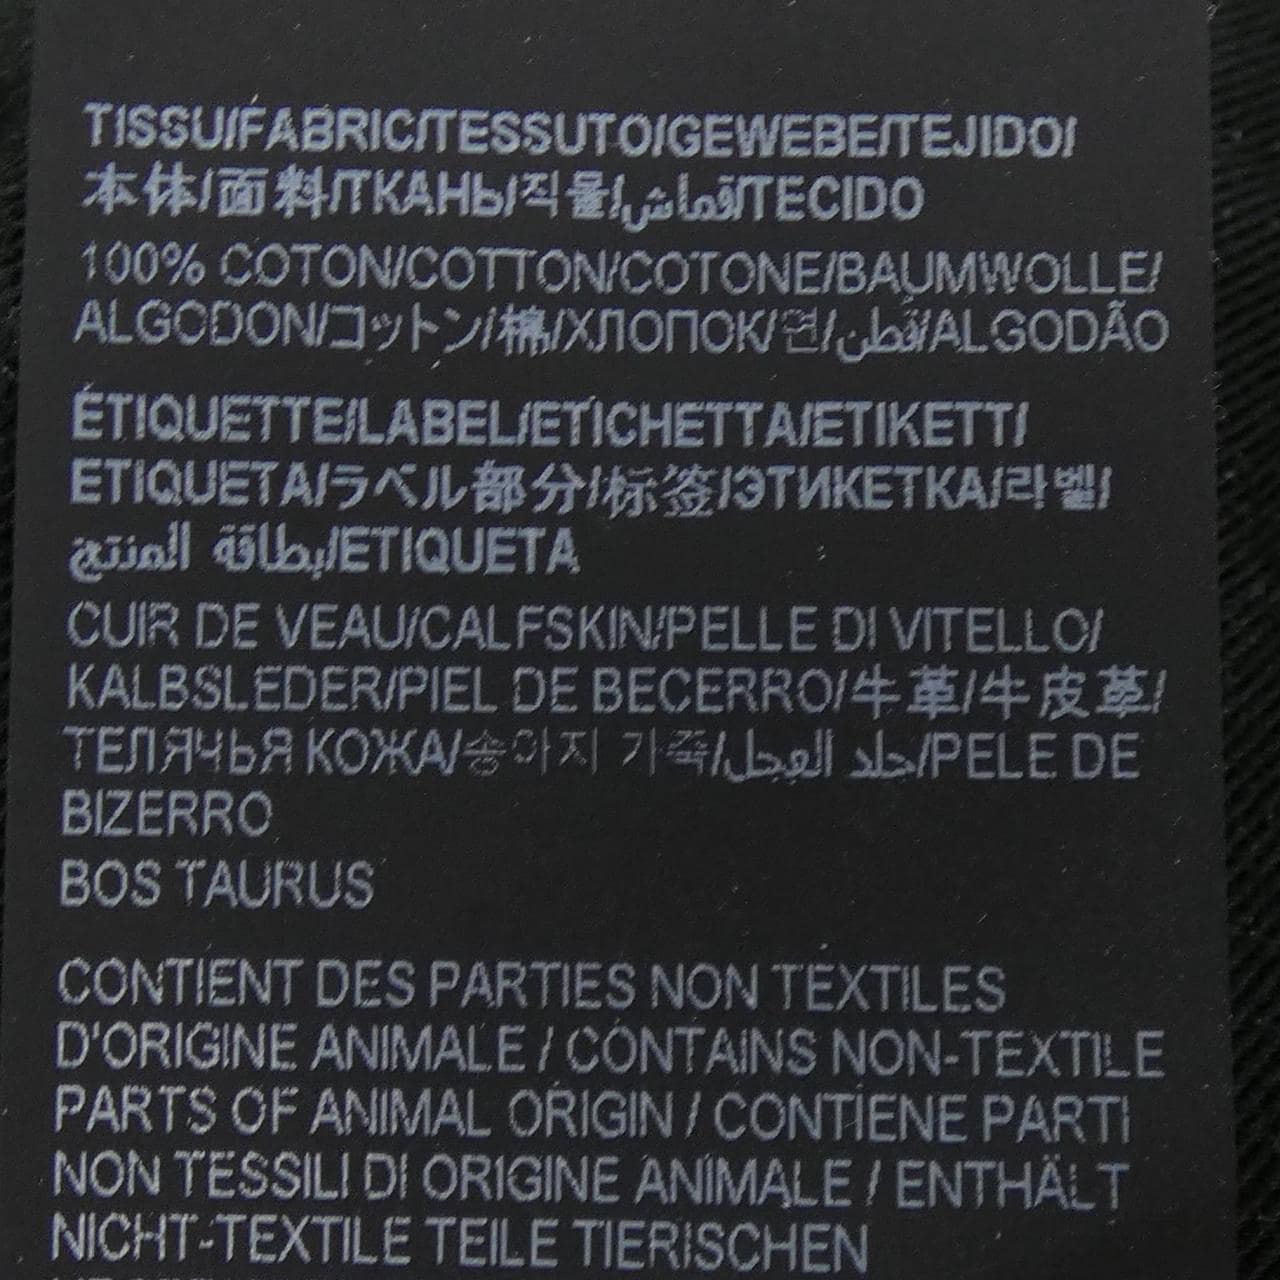 TISSU/FABRIC/TESSUTO/GEWEBE/TEJIDO/
本体/面料/ТКАНЬ/직물/قماش/TECIDO
100% COTON/COTTON/COTONE/BAUMWOLLE/
ALGODON/コットン/棉/ХЛОПОК/면/قطن/ALGODÃO
ÉTIQUETTE/LABEL/ETICHETTA/ETIKETT/
ETIQUETA/ラベル部分/标签/ЭТИКЕТКА/라벨/
بطاقة المنتج/ETIQUETA
CUIR DE VEAU/CALFSKIN/PELLE DI VITELLO/
KALBSLEDER/PIEL DE BECERRO/牛革/牛皮革/
ТЕЛЯЧЬЯ КОЖА/송아지 가죽/جلد العجل/PELE DE
BIZERRO
BOS TAURUS
CONTIENT DES PARTIES NON TEXTILES
D'ORIGINE ANIMALE / CONTAINS NON-TEXTILE
PARTS OF ANIMAL ORIGIN / CONTIENE PARTI
NON TESSILI DI ORIGINE ANIMALE / ENTHÄLT
NICHT-TEXTILE TEILE TIERISCHEN